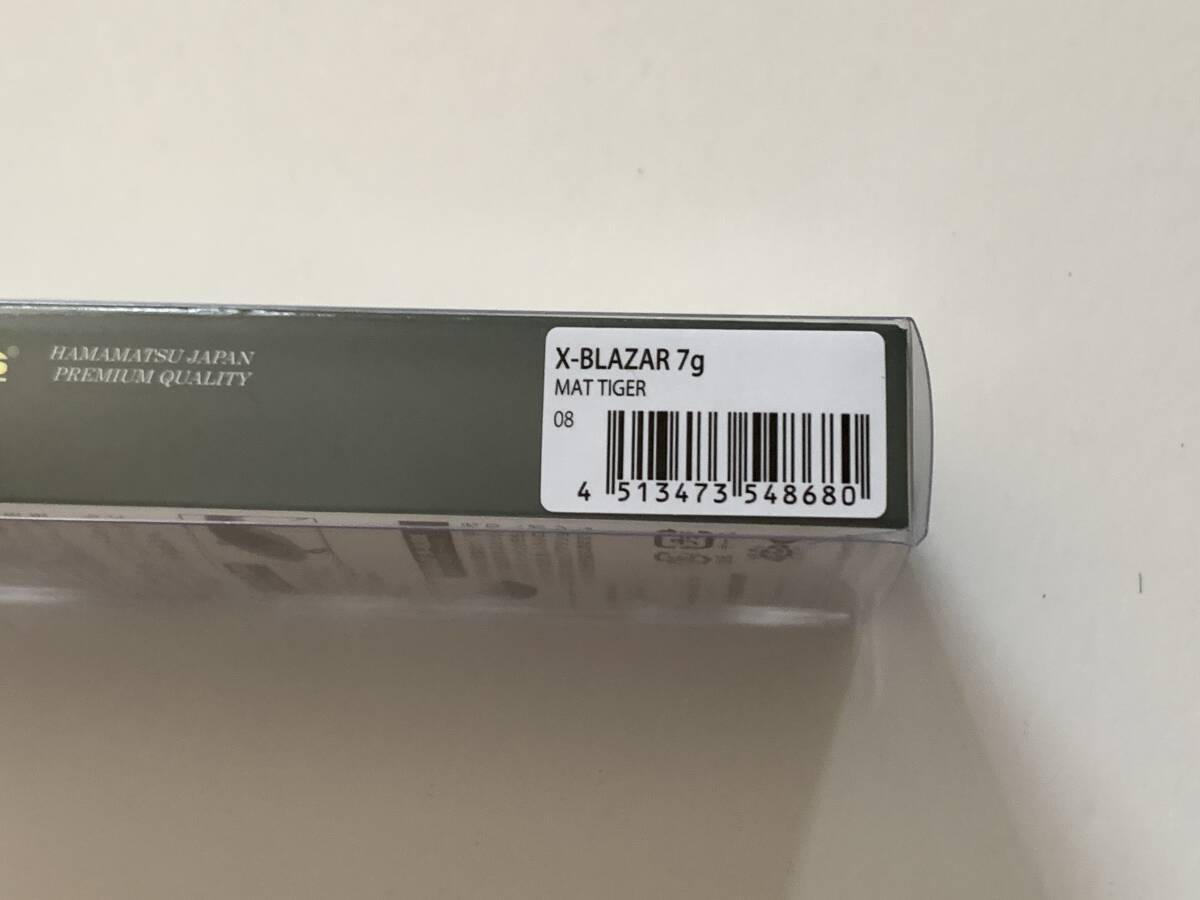 S®
HAMAMATSU JAPAN
PREMIUM QUALITY
X-BLAZAR 7g
MAT TIGER
08
4 513473 548680